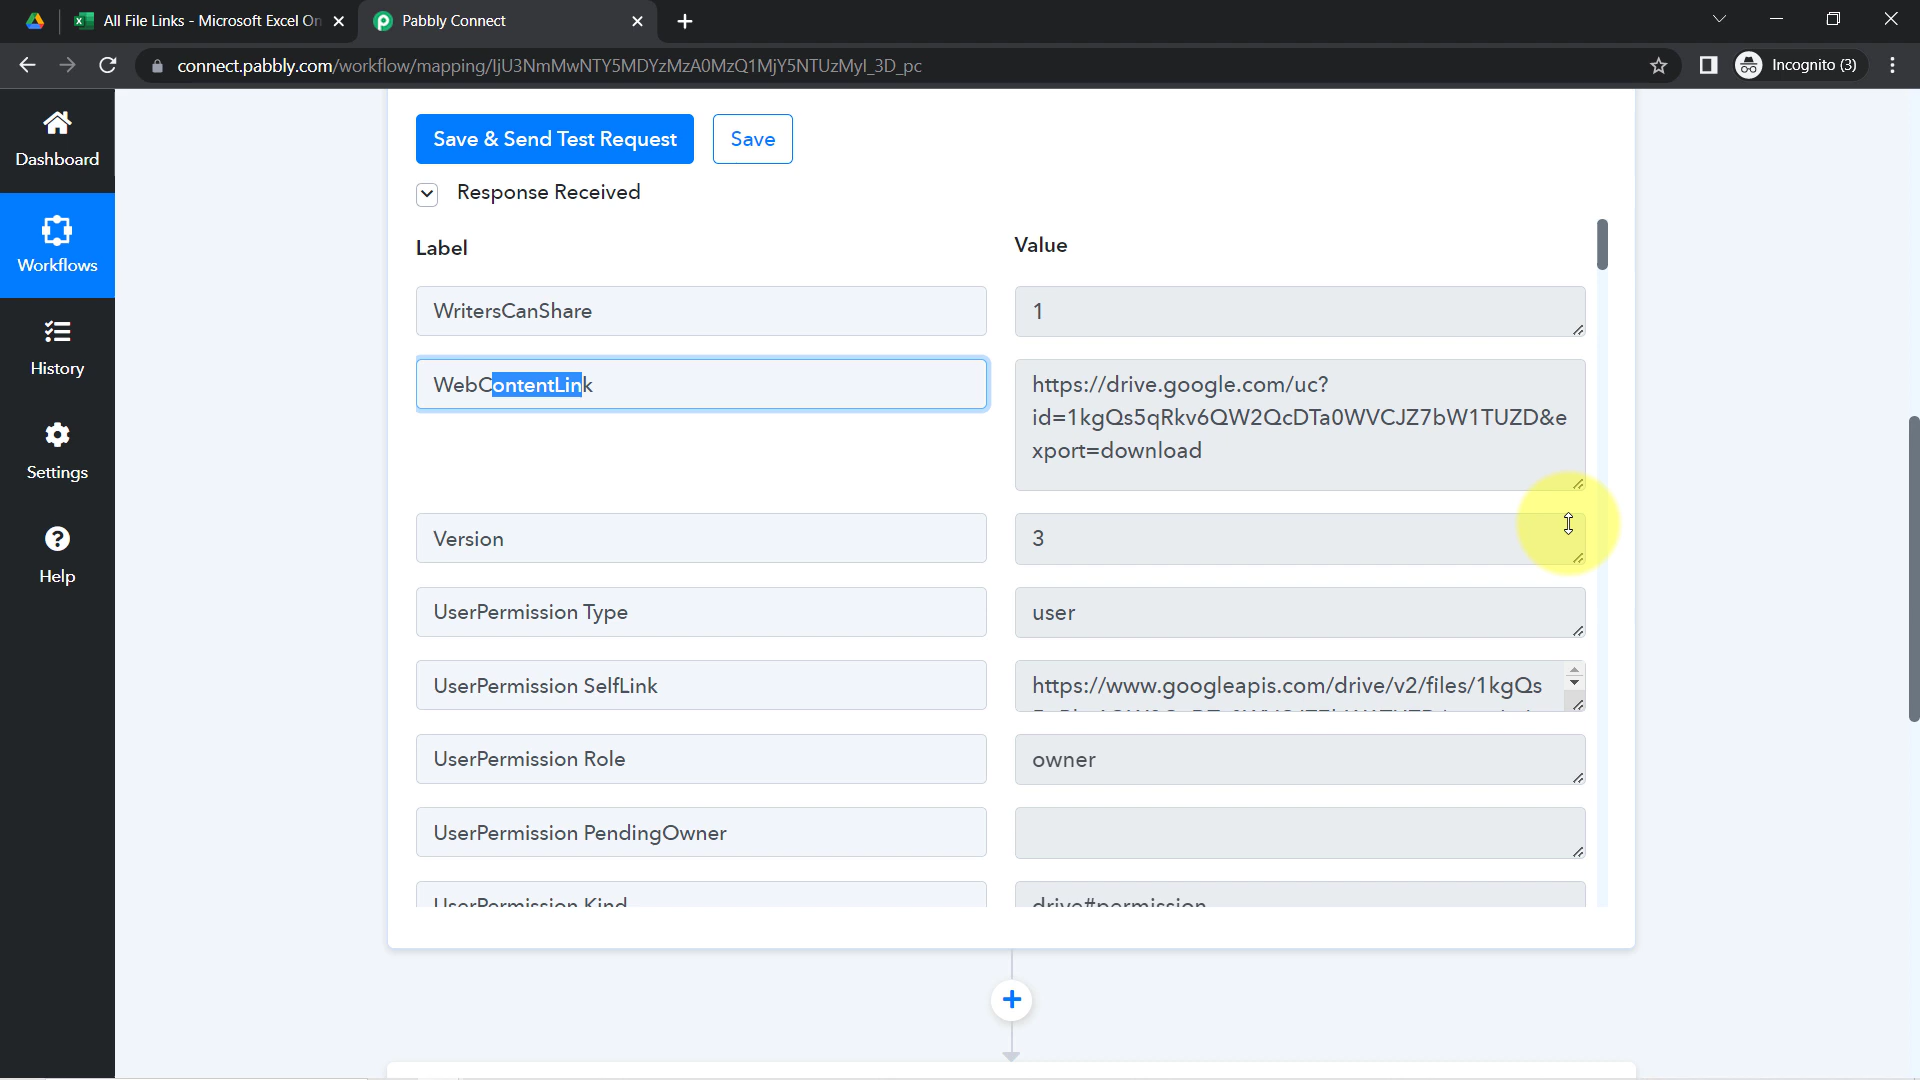 All File Links - Microsoft Excel On
Pabbly Connect
connect.pabbly.com/workflow/mapping/IjU3NmMwNTY5MDYzMzA0MzQ1MjY5NTUzMyI_3D_pc
Incognito (3)
Dashboard
Workflows
History
Settings
Help
Save & Send Test Request
Save
Response Received
Label
Value
WritersCanShare
1
WebContentLink
https://drive.google.com/uc?
id=1kgQs5qRkv6QW2QcDTa0WVCJZ7bW1TUZD&e
xport=download
Version
3
UserPermission Type
user
UserPermission SelfLink
https://www.googleapis.com/drive/v2/files/1kgQs
UserPermission Role
owner
UserPermission PendingOwner
UserPermission Kind
drive#permission